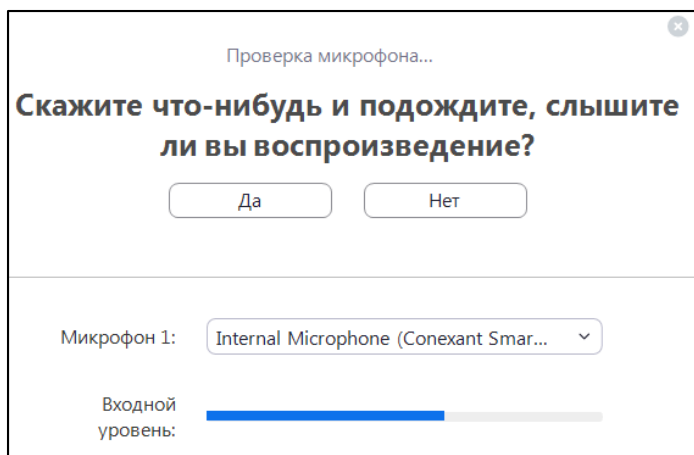 Проверка микрофона...
Скажите что-нибудь и подождите, слышите
ли вы воспроизведение?
Да
Нет
Микрофон 1:
Internal Microphone (Conexant Smar...
Входной
уровень: